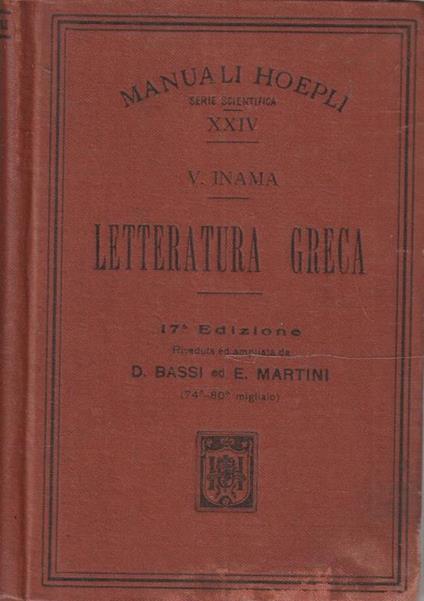 MANUALI HOEPLI
SERIE SCIENTIFICA
XXIV
V. INAMA
LETTERATURA GRECA
17ª Edizione
Riveduta ed ampliata da
D. BASSI ed E. MARTINI
(74°-80° migliaio)